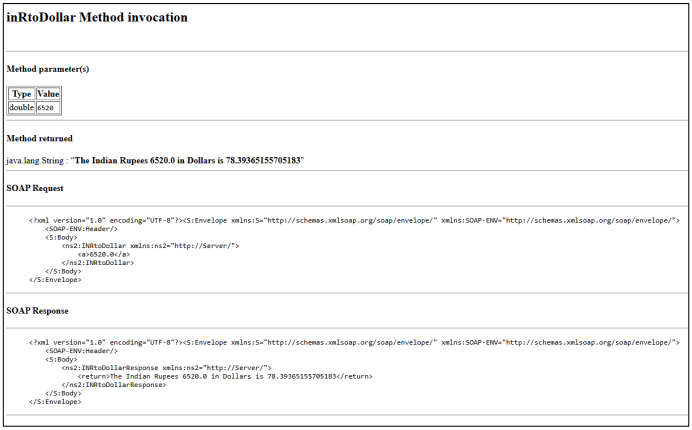 inRtoDollar Method invocation
Method parameter(s)
Type Value
double 6520
Method returned
java.lang.String : "The Indian Rupees 6520.0 in Dollars is 78.39365155705183"
SOAP Request
<?xml version="1.0" encoding="UTF-8"?><S:Envelope xmlns:S="http://schemas.xmlsoap.org/soap/envelope/" xmlns:SOAP-ENV="http://schemas.xmlsoap.org/soap/envelope/">
<SOAP-ENV:Header/>
<S:Body>
<ns2:INRtoDollar xmlns:ns2="http://Server/">
<a>6520.0</a>
</ns2:INRtoDollar>
</S:Body>
</S:Envelope>
SOAP Response
<?xml version="1.0" encoding="UTF-8"?><S:Envelope xmlns:S="http://schemas.xmlsoap.org/soap/envelope/" xmlns:SOAP-ENV="http://schemas.xmlsoap.org/soap/envelope/">
<SOAP-ENV:Header/>
<S:Body>
<ns2:INRtoDollarResponse xmlns:ns2="http://Server/">
<return>The Indian Rupees 6520.0 in Dollars is 78.39365155705183</return>
</ns2:INRtoDollarResponse>
</S:Body>
</S:Envelope>